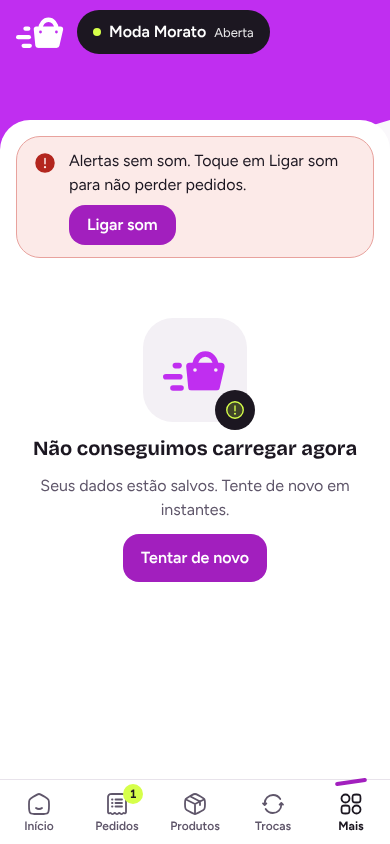 Moda Morato Aberta
Alertas sem som. Toque em Ligar som
para não perder pedidos.
Ligar som
Não conseguimos carregar agora
Seus dados estão salvos. Tente de novo em
instantes.
Tentar de novo
1
Início Pedidos Produtos Trocas Mais